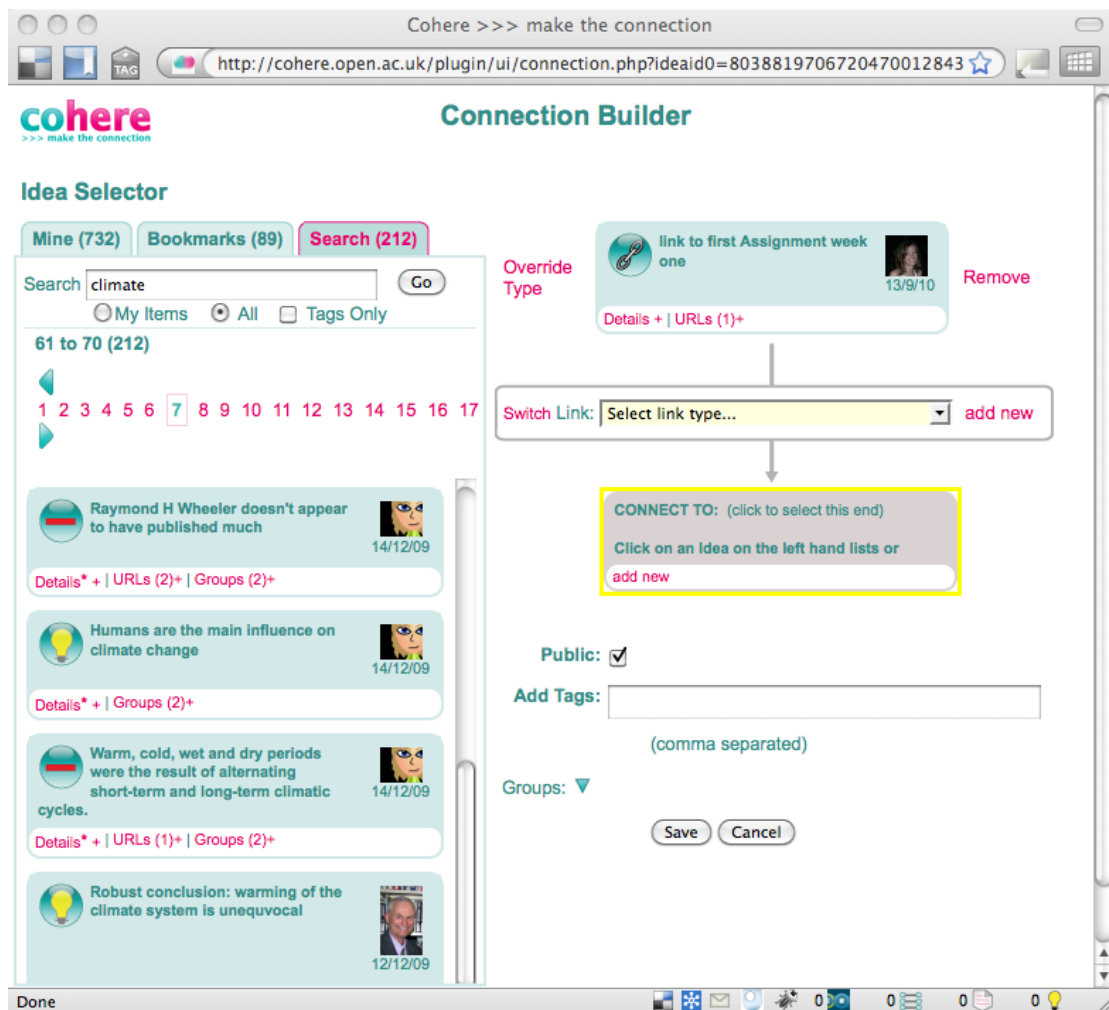 Cohere >>> make the connection
TAG
http://cohere.open.ac.uk/plugin/ui/connection.php?ideaid0=8038819706720470012843
cohere
>>> make the connection
Connection Builder
Idea Selector
Mine (732)
Bookmarks (89)
Search (212)
Search climate Go
My Items All Tags Only
61 to 70 (212)
1 2 3 4 5 6 7 8 9 10 11 12 13 14 15 16 17
Raymond H Wheeler doesn't appear
to have published much
14/12/09
Details* + | URLs (2)+ | Groups (2)+
Humans are the main influence on
climate change
14/12/09
Details* + | Groups (2)+
Warm, cold, wet and dry periods
were the result of alternating
short-term and long-term climatic
cycles.
14/12/09
Details* + | URLs (1)+ | Groups (2)+
Robust conclusion: warming of the
climate system is unequvocal
12/12/09
Override
Type
link to first Assignment week
one
13/9/10
Remove
Details + | URLs (1)+
Switch Link: Select link type... add new
CONNECT TO: (click to select this end)
Click on an Idea on the left hand lists or
add new
Public:
Add Tags:
(comma separated)
Groups:
Save Cancel
Done
0 0 0 0